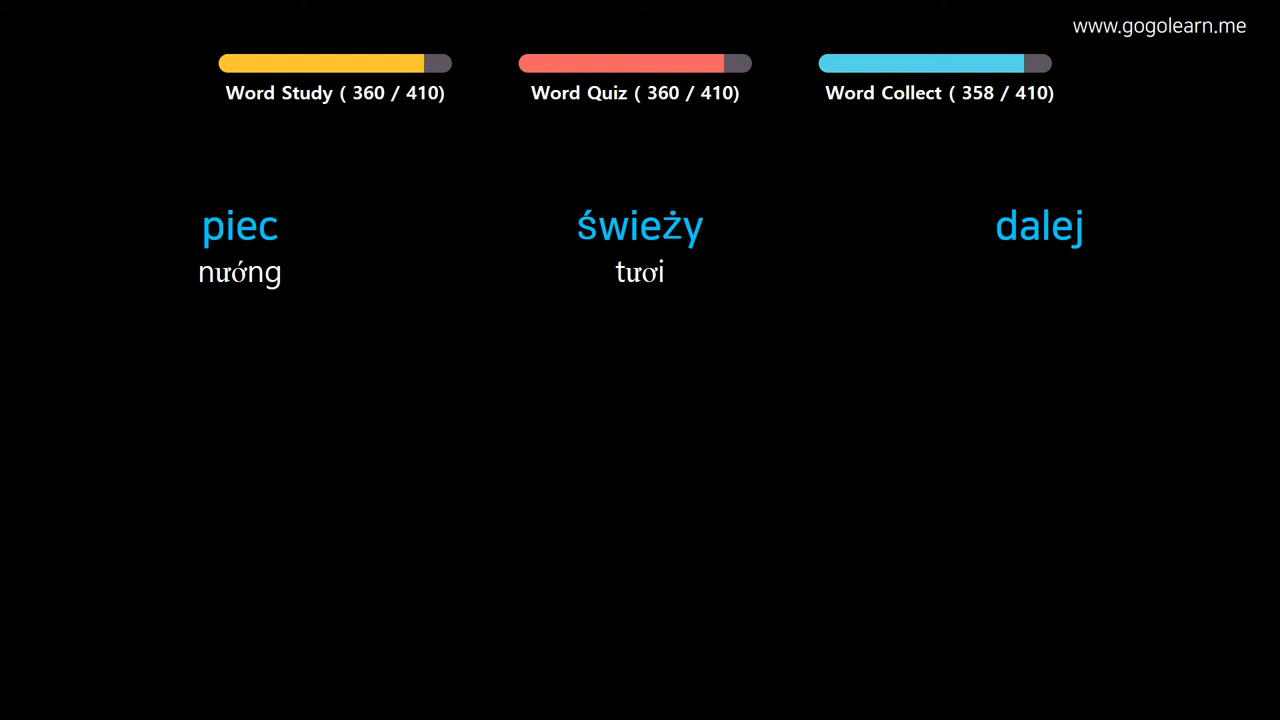 www.gogolearn.me
Word Study ( 360 / 410)
Word Quiz ( 360 / 410)
Word Collect ( 358 / 410)
piec
nướng
świeży
tươi
dalej